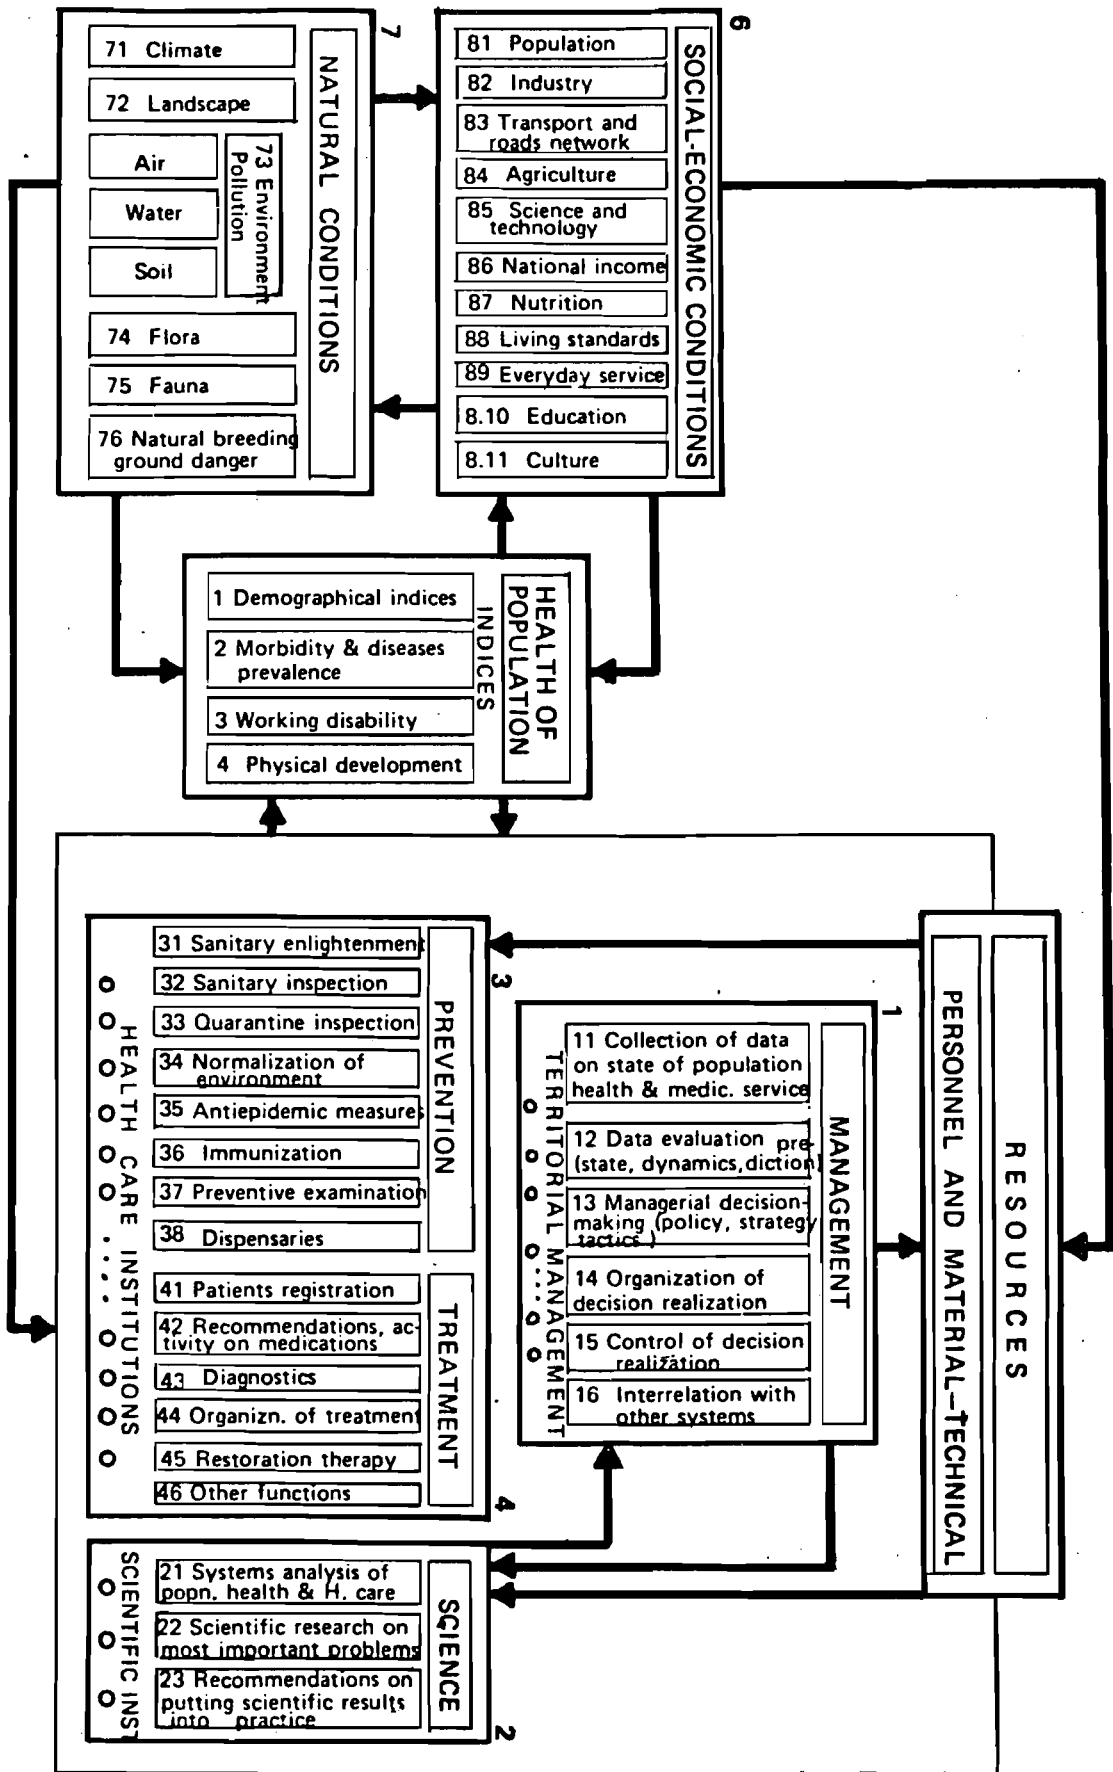 7
NATURAL CONDITIONS
71 Climate
72 Landscape
73 Environment
Pollution
Air
Water
Soil
74 Flora
75 Fauna
76 Natural breeding
ground danger
6
SOCIAL-ECONOMIC CONDITIONS
81 Population
82 Industry
83 Transport and
roads network
84 Agriculture
85 Science and
technology
86 National income
87 Nutrition
88 Living standards
89 Everyday service
8.10 Education
8.11 Culture
HEALTH OF
POPULATION
INDICES
1 Demographical indices
2 Morbidity & diseases
prevalence
3 Working disability
4 Physical development
RESOURCES
PERSONNEL AND MATERIAL-TECHNICAL
1
MANAGEMENT
11 Collection of data
on state of population
health & medic. service
12 Data evaluation pre-
(state, dynamics,diction)
13 Managerial decision-
making (policy, strategy
tactics)
14 Organization of
decision realization
15 Control of decision
realization
16 Interrelation with
other systems
TERRITORIAL MANAGEMENT
3
PREVENTION
31 Sanitary enlightenment
32 Sanitary inspection
33 Quarantine inspection
34 Normalization of
environment
35 Antiepidemic measures
36 Immunization
37 Preventive examination
38 Dispensaries
4
TREATMENT
41 Patients registration
42 Recommendations, ac-
tivity on medications
43 Diagnostics
44 Organizn. of treatment
45 Restoration therapy
46 Other functions
HEALTH CARE INSTITUTIONS
2
SCIENCE
21 Systems analysis of
popn. health & H. care
22 Scientific research on
most important problems
23 Recommendations on
putting scientific results
into practice
SCIENTIFIC INST